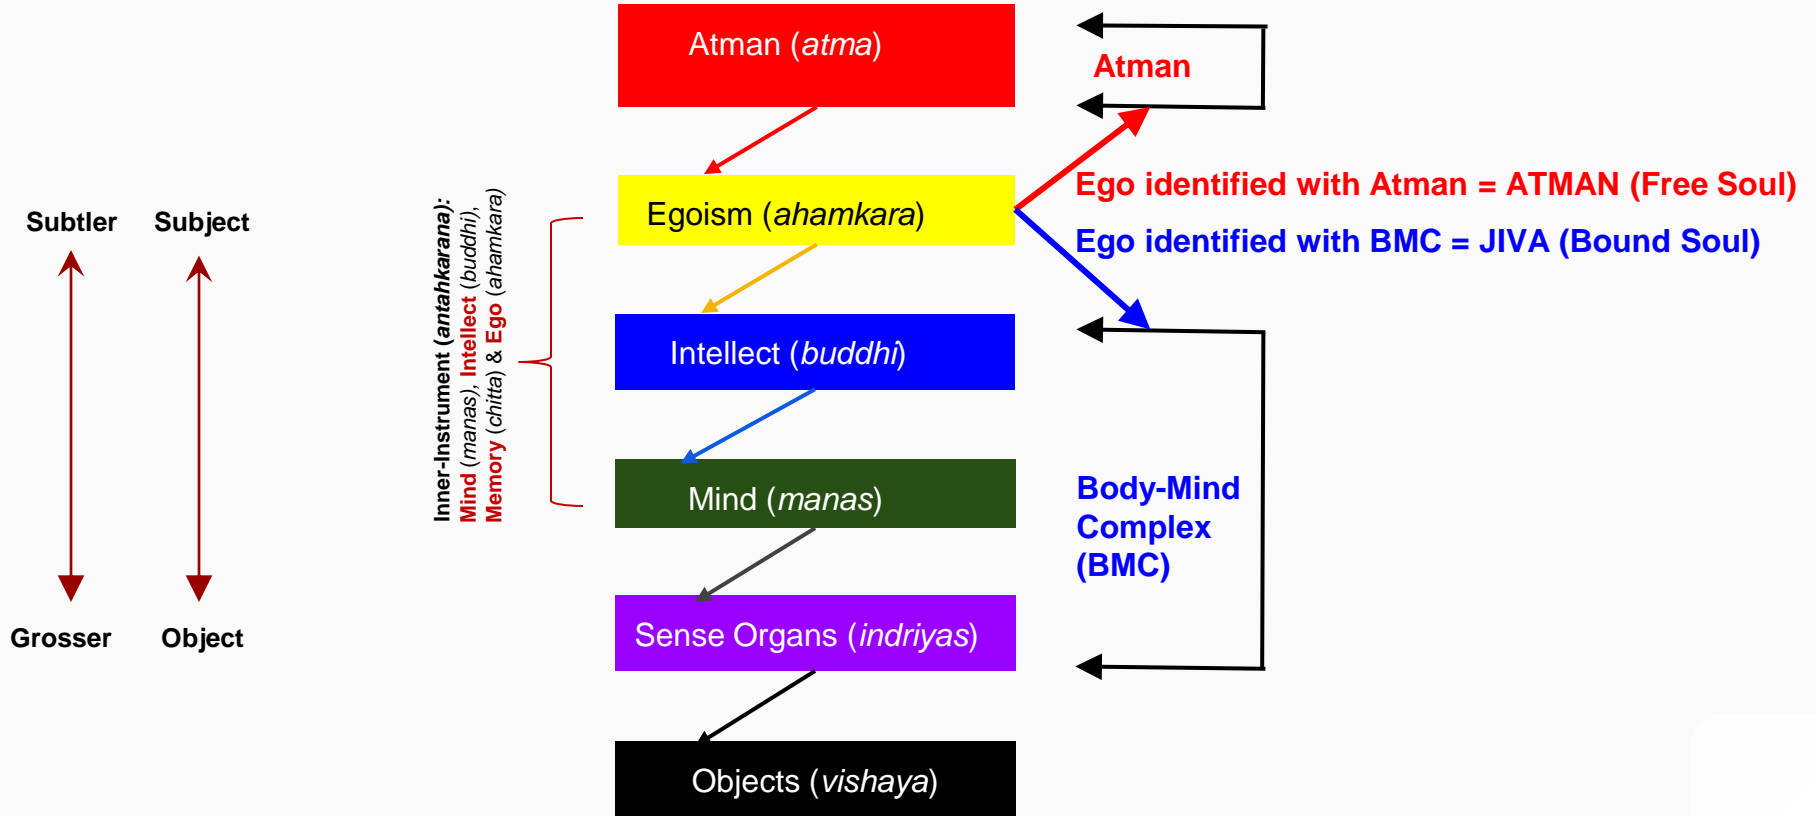 Atman (atma)
Atman
Egoism (ahamkara)
Ego identified with Atman = ATMAN (Free Soul)
Ego identified with BMC = JIVA (Bound Soul)
Subtler
Subject
Inner-Instrument (antahkarana):
Mind (manas), Intellect (buddhi),
Memory (chitta) & Ego (ahamkara)
Intellect (buddhi)
Mind (manas)
Body-Mind
Complex
(BMC)
Grosser
Object
Sense Organs (indriyas)
Objects (vishaya)